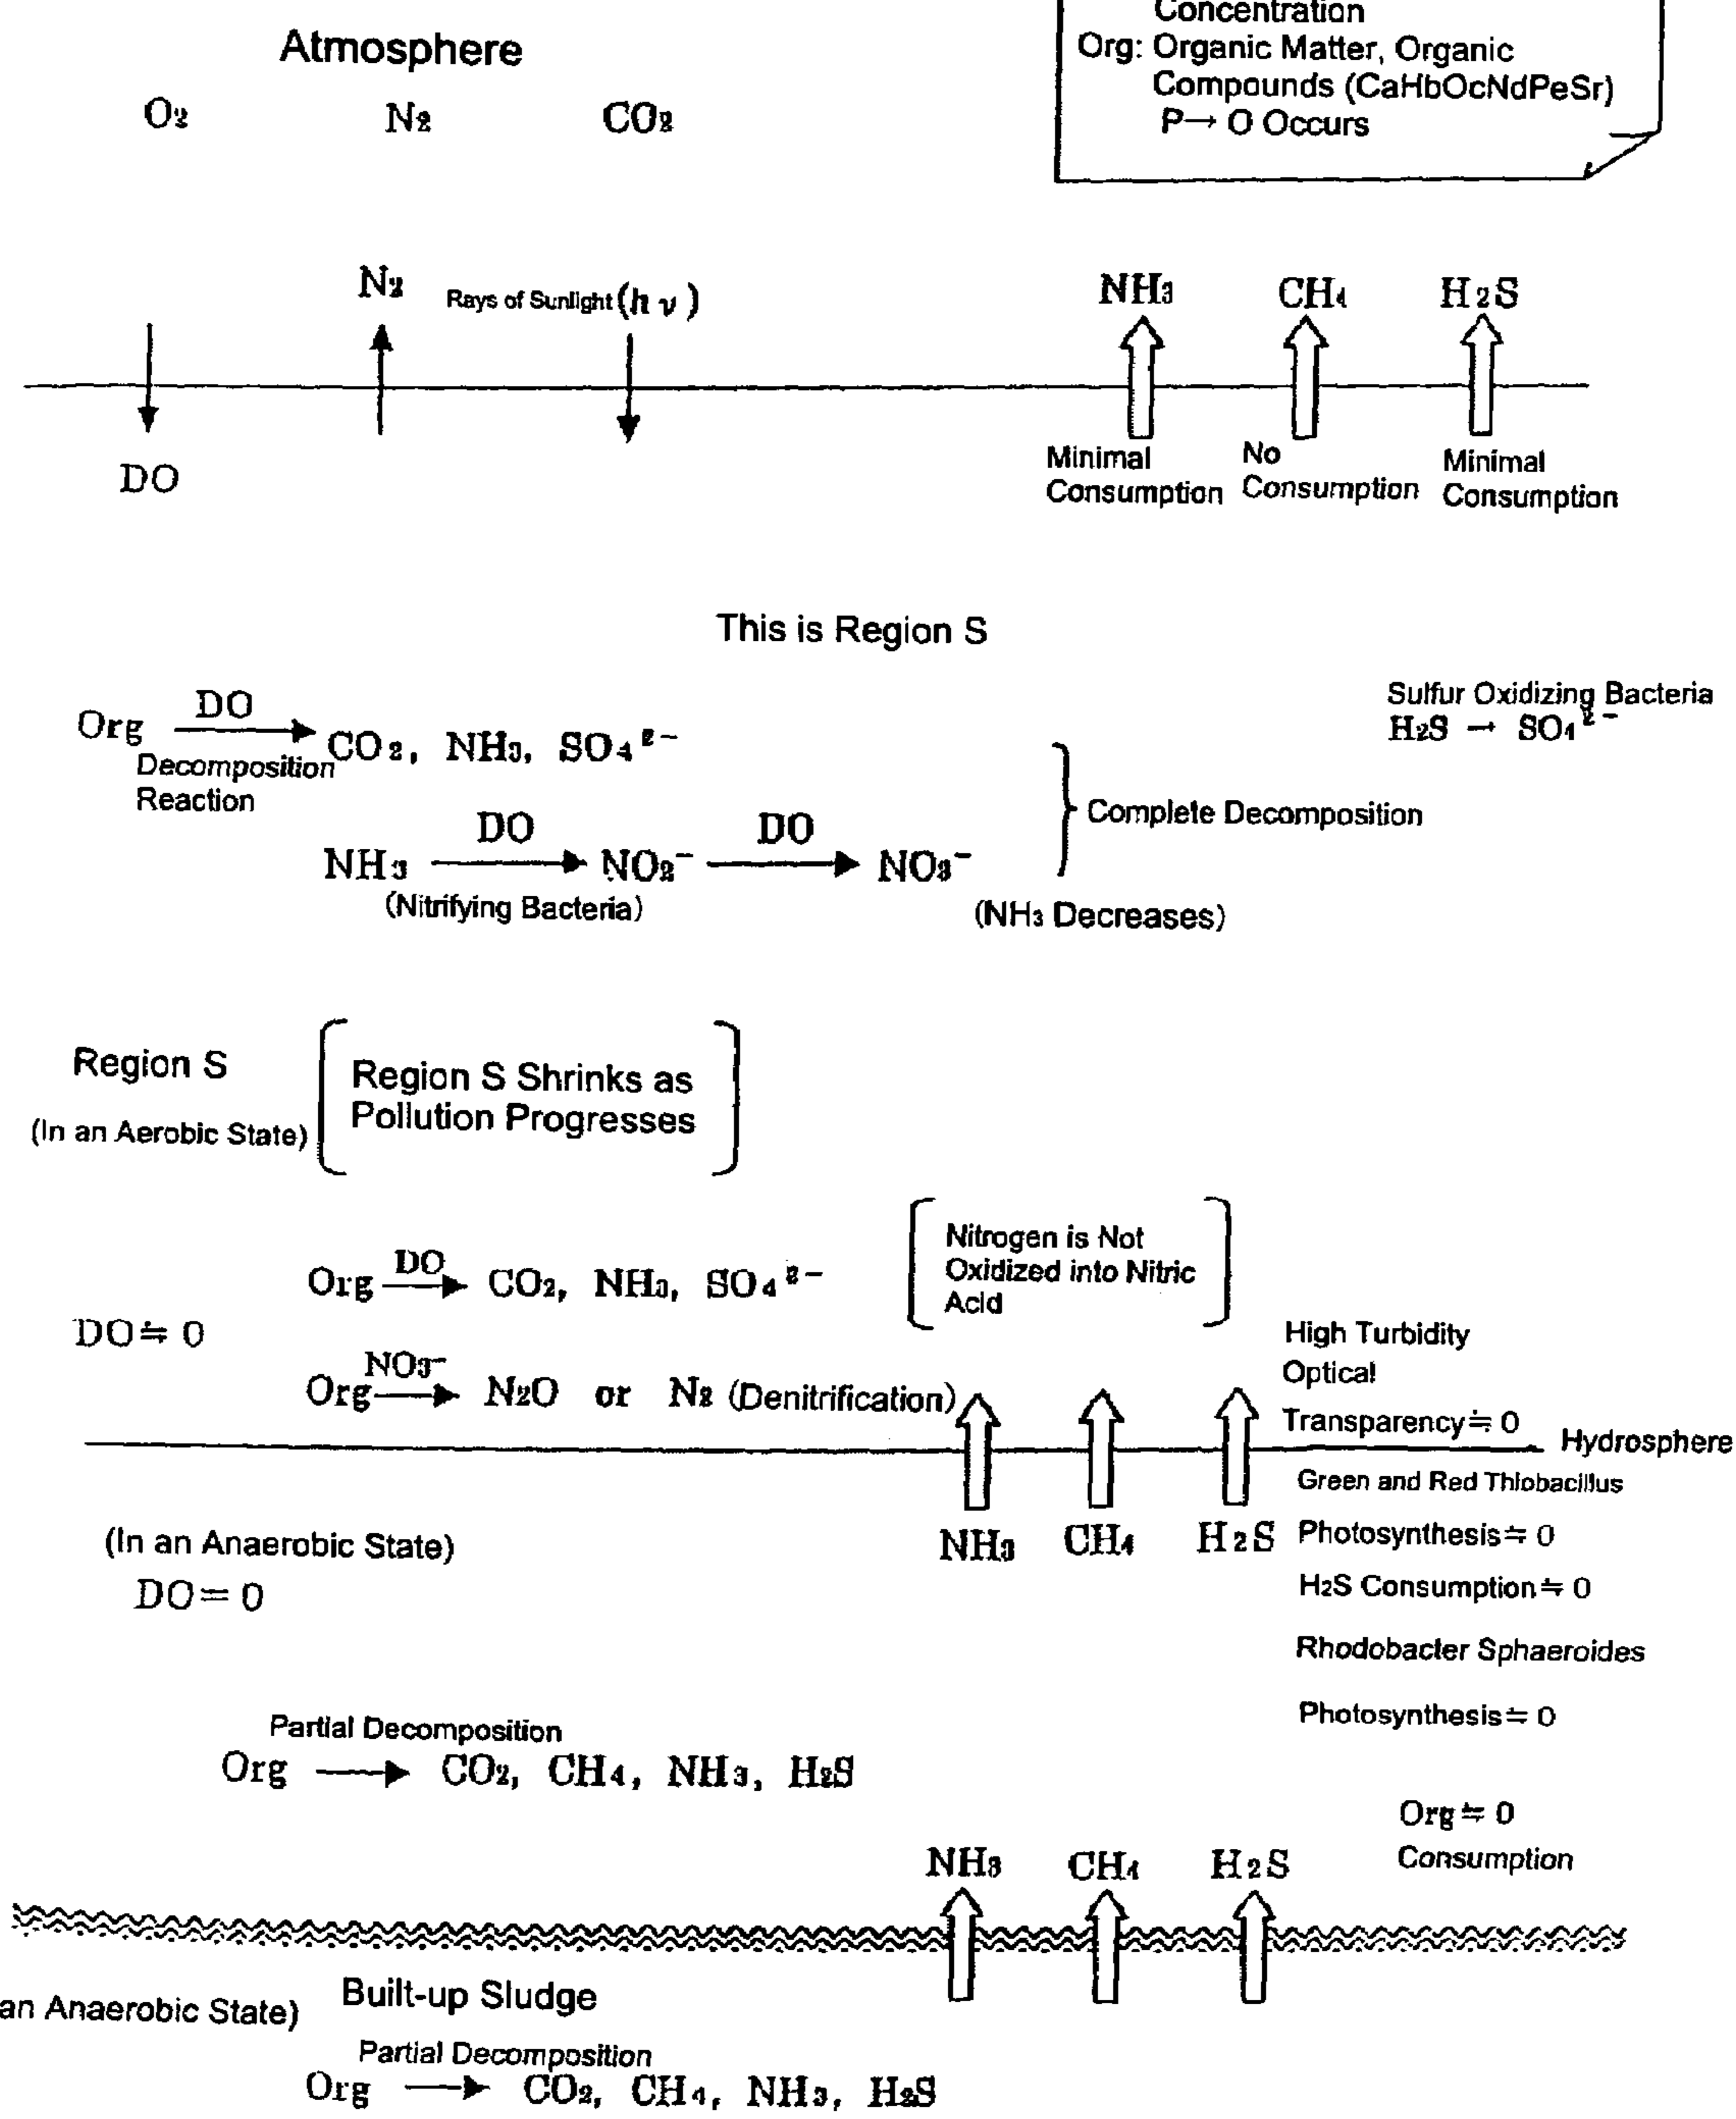 Concentration
Org: Organic Matter, Organic
Compounds (CaHbOcNdPeSr)
P→ O Occurs
Atmosphere
O₂ N₂ CO₂
N₂ Rays of Sunlight (hν)
NH₃ CH₄ H₂S
DO
Minimal
Consumption
No
Consumption
Minimal
Consumption
This is Region S
Sulfur Oxidizing Bacteria
H₂S → SO₄²⁻
Org DO → CO₂, NH₃, SO₄²⁻
Decomposition
Reaction
NH₃ DO → NO₂⁻ DO → NO₃⁻
(Nitrifying Bacteria)
} Complete Decomposition
(NH₃ Decreases)
Region S
(In an Aerobic State)
Region S Shrinks as
Pollution Progresses
Nitrogen is Not
Oxidized into Nitric
Acid
DO≒ 0
Org DO → CO₂, NH₃, SO₄²⁻
Org NO₃⁻ → N₂O or N₂ (Denitrification)
High Turbidity
Optical
Transparency≒ 0
Hydrosphere
Green and Red Thiobacillus
NH₃ CH₄ H₂S
Photosynthesis≒ 0
H₂S Consumption≒ 0
Rhodobacter Sphaeroides
Photosynthesis≒ 0
(In an Anaerobic State)
DO= 0
Partial Decomposition
Org → CO₂, CH₄, NH₃, H₂S
Org≒ 0
Consumption
NH₃ CH₄ H₂S
an Anaerobic State)
Built-up Sludge
Partial Decomposition
Org → CO₂, CH₄, NH₃, H₂S